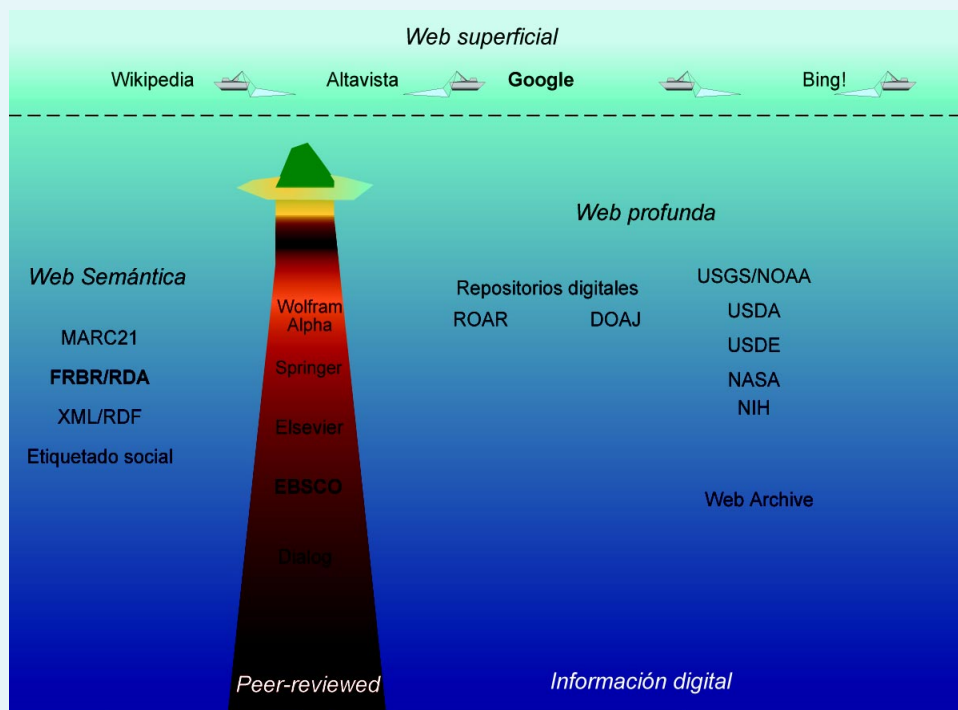 Web superficial
Wikipedia
Altavista
Google
Bing!
Web profunda
Web Semántica
MARC21
FRBR/RDA
XML/RDF
Etiquetado social
Wolfram
Alpha
Springer
Elsevier
EBSCO
Dialog
Peer-reviewed
Repositorios digitales
ROAR
DOAJ
USGS/NOAA
USDA
USDE
NASA
NIH
Web Archive
Información digital